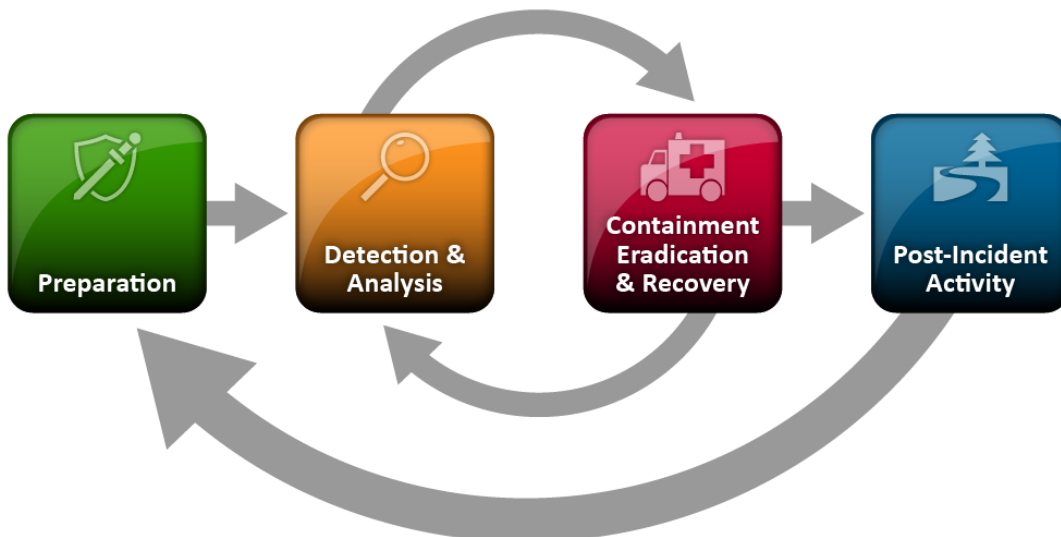 Preparation
Detection &
Analysis
Containment
Eradication
& Recovery
Post-Incident
Activity